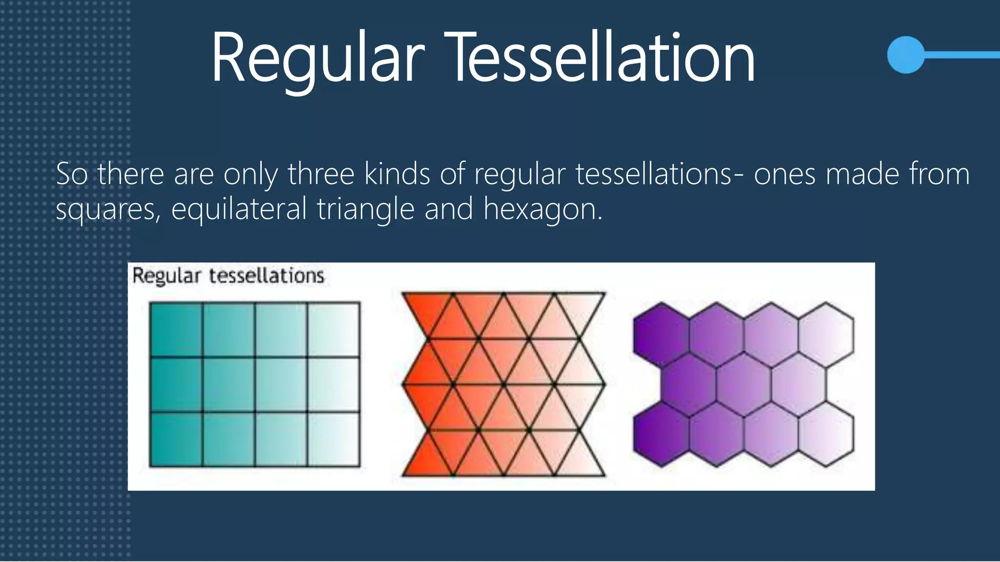 Regular Tessellation
So there are only three kinds of regular tessellations- ones made from
squares, equilateral triangle and hexagon.
Regular tessellations